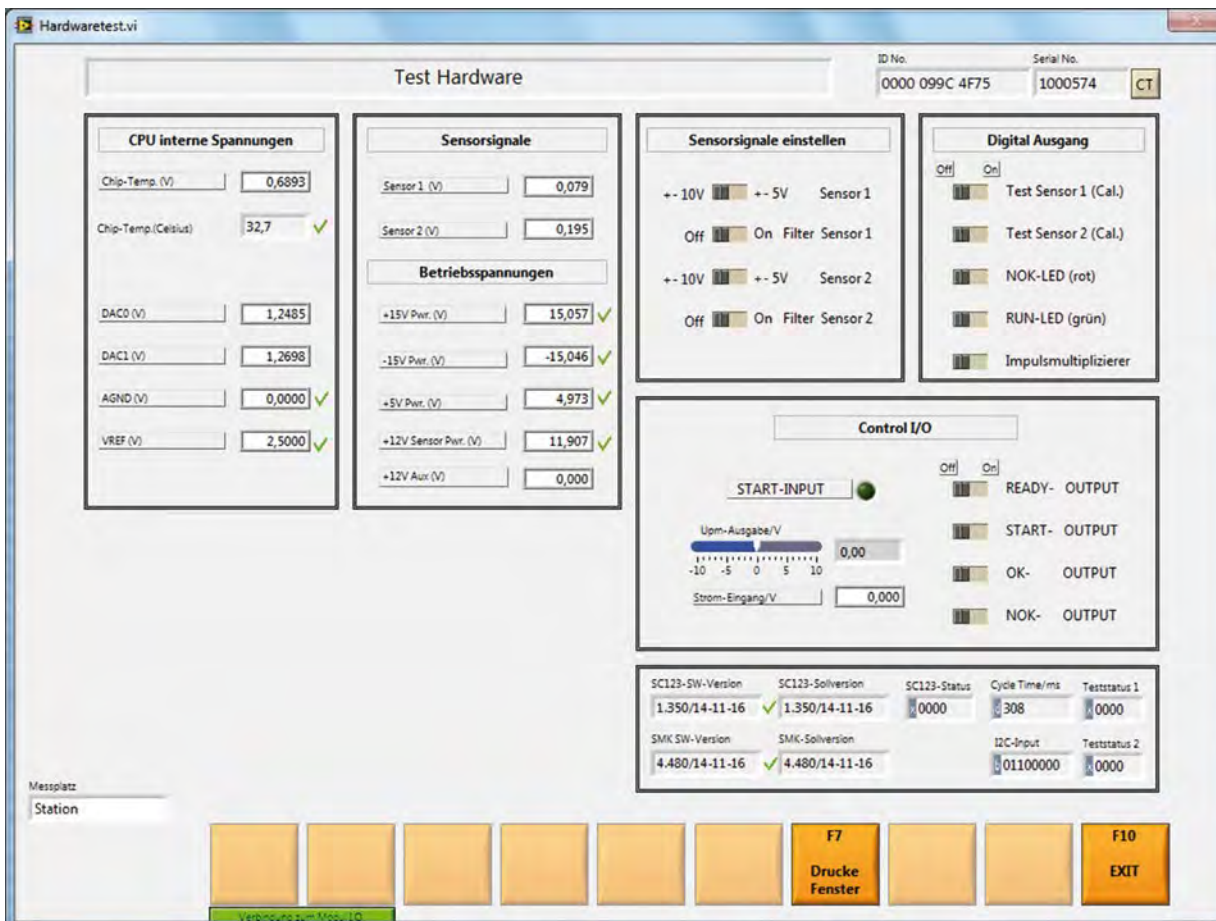 Hardwaretest.vi
Test Hardware
ID No.
0000 099C 4F75
Serial No.
1000574
CT
CPU interne Spannungen
Chip-Temp. (V) 0,6893
Chip-Temp.(Celsius) 32,7
DAC0 (V) 1,2485
DAC1 (V) 1,2698
AGND (V) 0,0000
VREF (V) 2,5000
Sensorsignale
Sensor 1 (V) 0,079
Sensor 2 (V) 0,195
Betriebsspannungen
+15V Pwr. (V) 15,057
-15V Pwr. (V) -15,046
+5V Pwr. (V) 4,973
+12V Sensor Pwr. (V) 11,907
+12V Aux (V) 0,000
Sensorsignale einstellen
+- 10V +- 5V Sensor 1
Off On Filter Sensor 1
+- 10V +- 5V Sensor 2
Off On Filter Sensor 2
Digital Ausgang
Off On
Test Sensor 1 (Cal.)
Test Sensor 2 (Cal.)
NOK-LED (rot)
RUN-LED (grün)
Impulsmultiplizierer
Control I/O
START-INPUT
Upm-Ausgabe/V
0,00
-10 -5 0 5 10
Strom-Eingang/V 0,000
Off On
READY- OUTPUT
START- OUTPUT
OK- OUTPUT
NOK- OUTPUT
SC123-SW-Version SC123-Sollversion SC123-Status Cycle Time/ms Teststatus 1
1.350/14-11-16 1.350/14-11-16 x 0000 d 308 x 0000
SMK SW-Version SMK-Sollversion I2C-Input Teststatus 2
4.480/14-11-16 4.480/14-11-16 b 01100000 x 0000
Messplatz
Station
F7
Drucke
Fenster
F10
EXIT
Verbindung zum Modul I.O